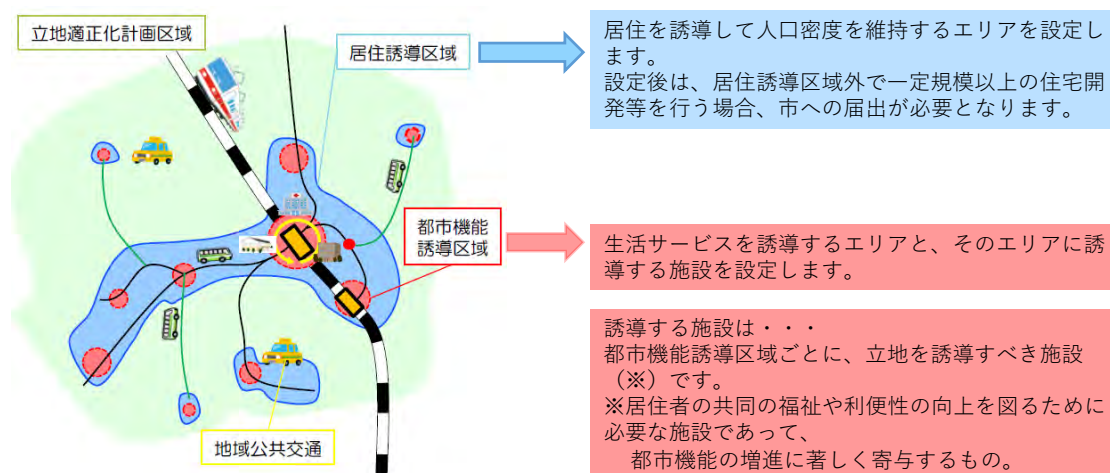 立地適正化計画区域
居住誘導区域
都市機能
誘導区域
地域公共交通
居住を誘導して人口密度を維持するエリアを設定し
ます。
設定後は、居住誘導区域外で一定規模以上の住宅開
発等を行う場合、市への届出が必要となります。
生活サービスを誘導するエリアと、そのエリアに誘
導する施設を設定します。
誘導する施設は・・・
都市機能誘導区域ごとに、立地を誘導すべき施設
（※）です。
※居住者の共同の福祉や利便性の向上を図るために
必要な施設であって、
都市機能の増進に著しく寄与するもの。